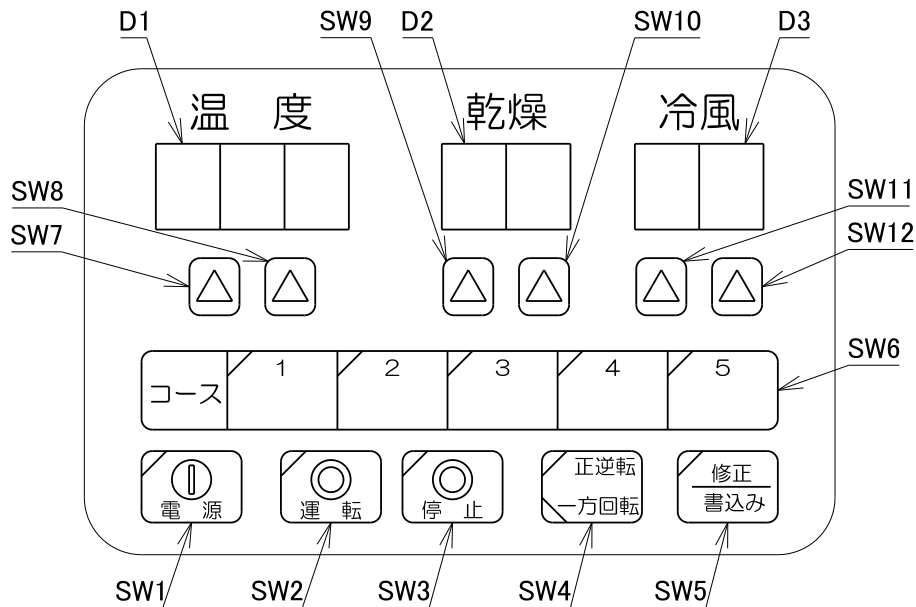 D1 SW9 D2 SW10 D3
温 度 乾燥 冷風
SW8 SW11
SW7 SW12
SW6
コース 1 2 3 4 5
電 源 運 転 停 止 正逆転 修正
一方回転 書込み
SW1 SW2 SW3 SW4 SW5